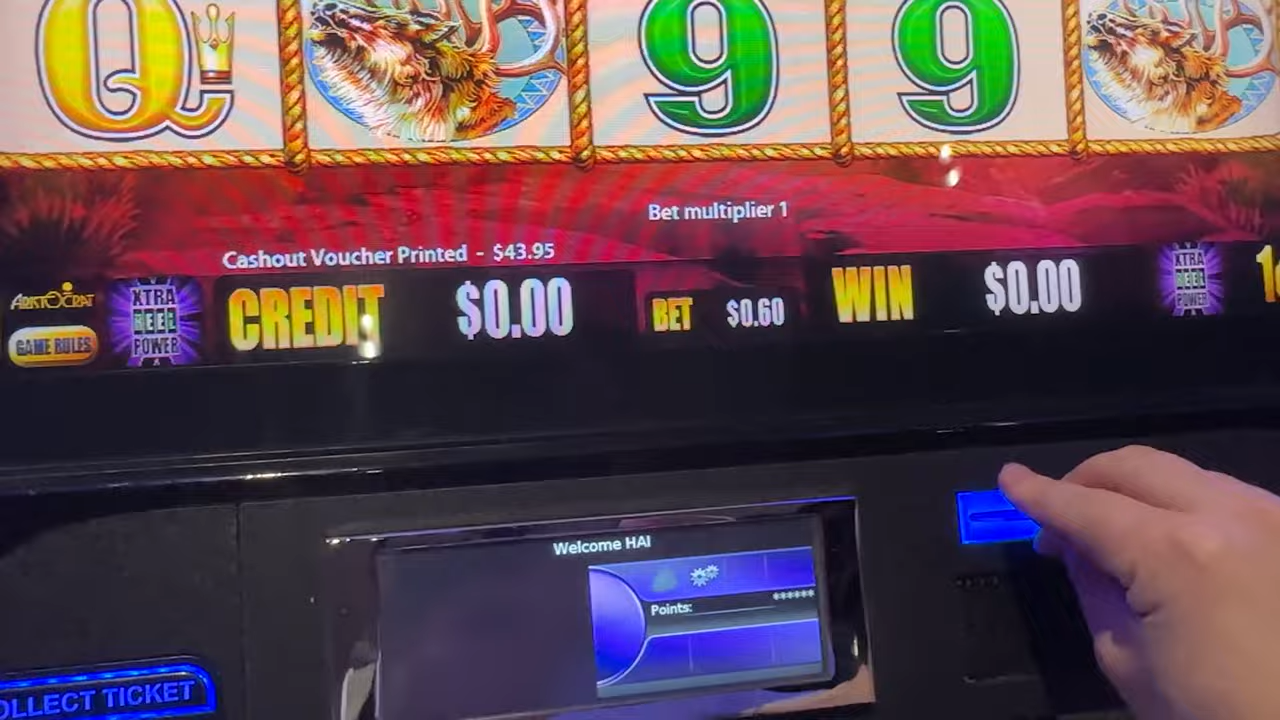 Q 9 9
Bet multiplier 1
Cashout Voucher Printed - $43.95
ARISTOCRAT
GAME RULES
XTRA
REEL
POWER
CREDIT $0.00
BET $0.60
WIN $0.00
XTRA
REEL
POWER
Welcome HAI
Points: ******
OLLECT TICKET